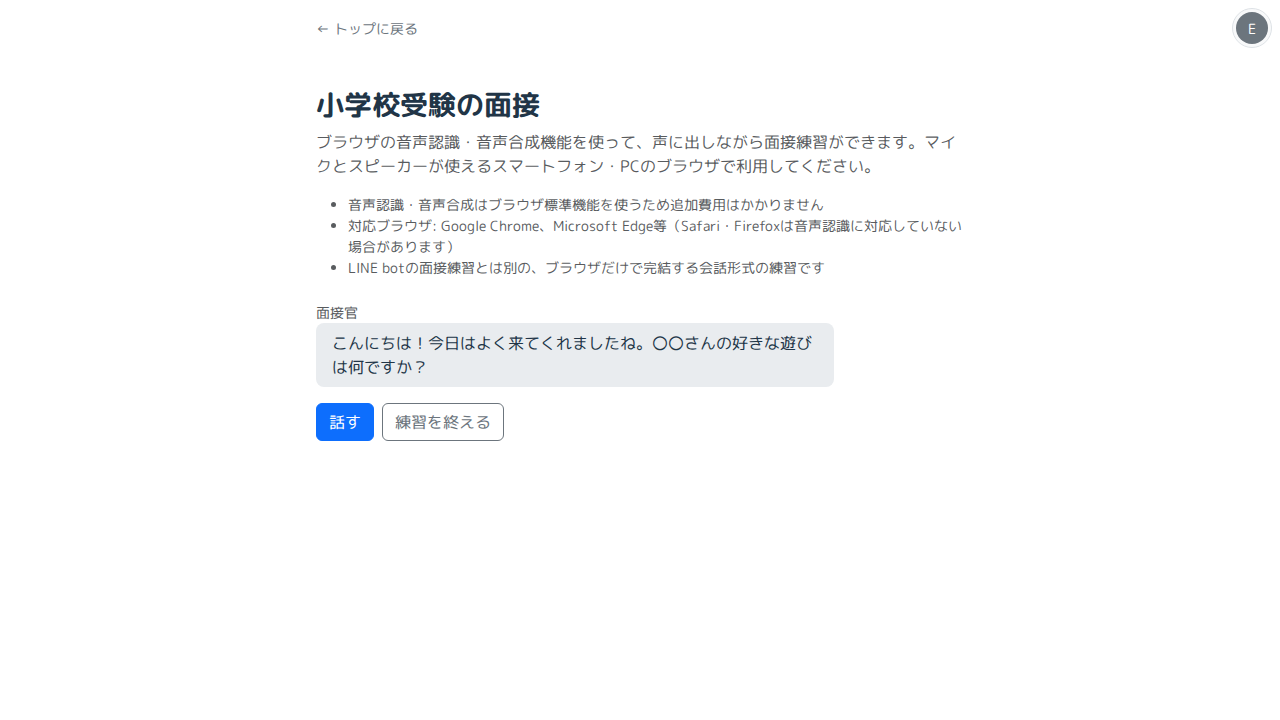 ← トップに戻る
E
小学校受験の面接
ブラウザの音声認識・音声合成機能を使って、声に出しながら面接練習ができます。マイ
クとスピーカーが使えるスマートフォン・PCのブラウザで利用してください。
• 音声認識・音声合成はブラウザ標準機能を使うため追加費用はかかりません
• 対応ブラウザ: Google Chrome、Microsoft Edge等（Safari・Firefoxは音声認識に対応していない
場合があります）
• LINE botの面接練習とは別の、ブラウザだけで完結する会話形式の練習です
面接官
こんにちは！今日はよく来てくれましたね。〇〇さんの好きな遊び
は何ですか？
話す
練習を終える